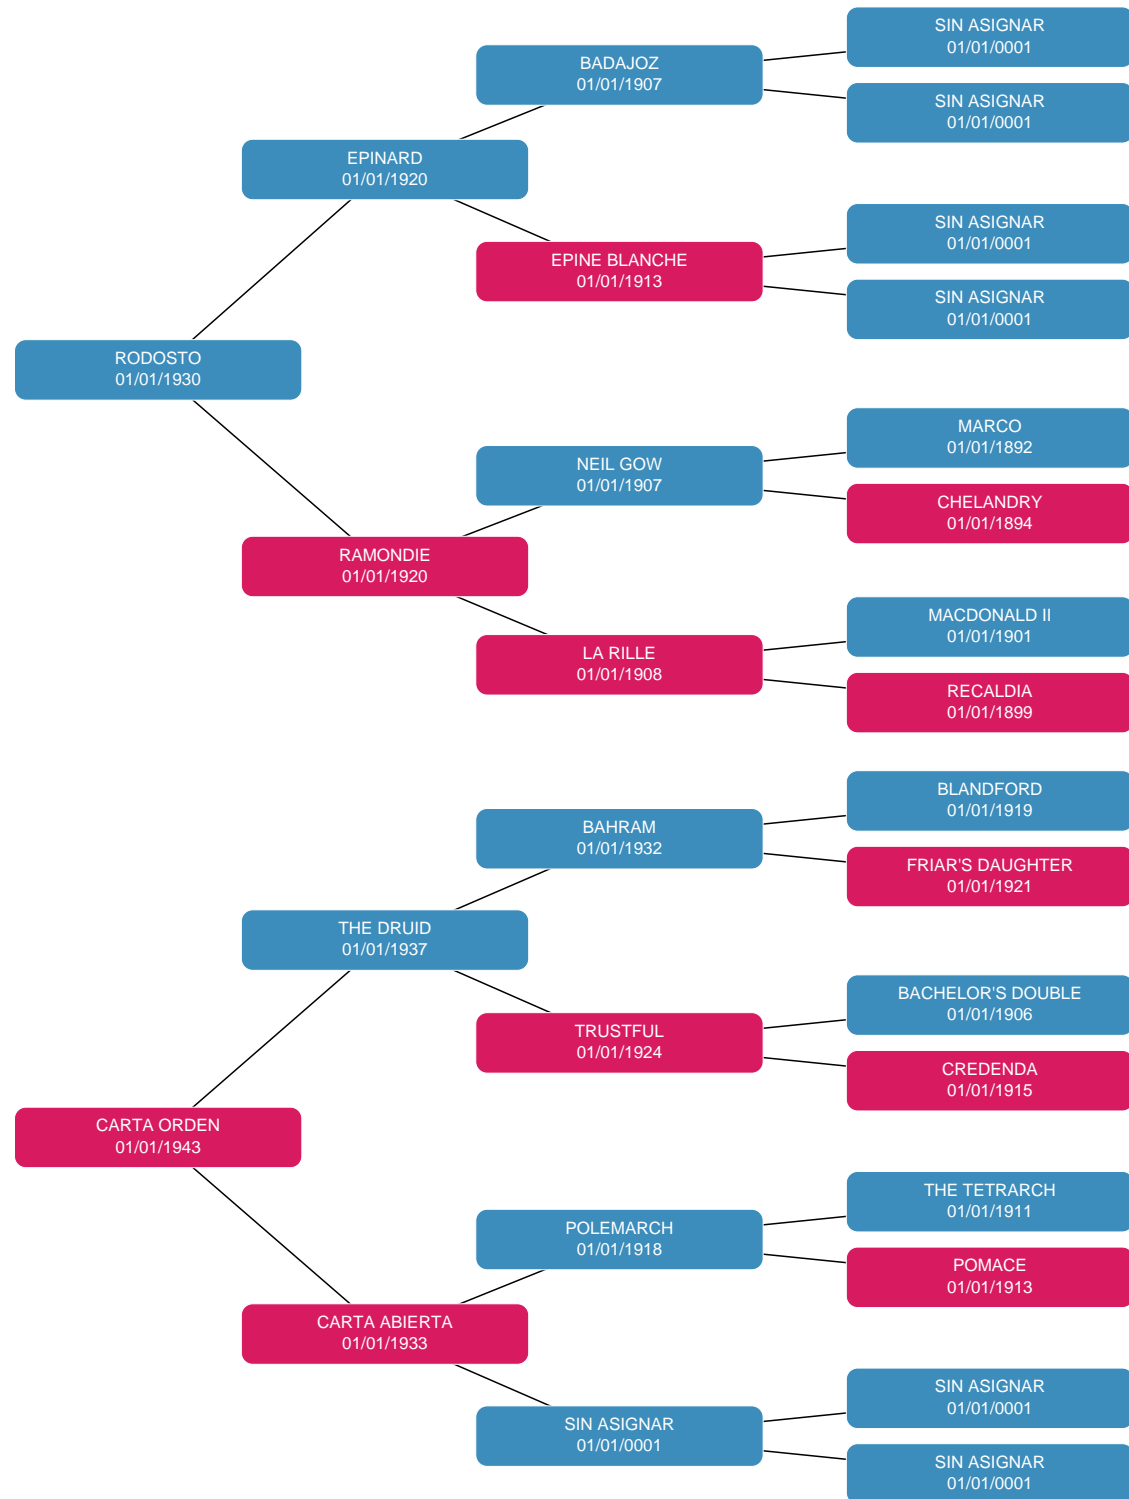 SIN ASIGNAR
01/01/0001
BADAJOZ
01/01/1907
SIN ASIGNAR
01/01/0001
EPINARD
01/01/1920
SIN ASIGNAR
01/01/0001
EPINE BLANCHE
01/01/1913
SIN ASIGNAR
01/01/0001
RODOSTO
01/01/1930
MARCO
01/01/1892
NEIL GOW
01/01/1907
CHELANDRY
01/01/1894
RAMONDIE
01/01/1920
MACDONALD II
01/01/1901
LA RILLE
01/01/1908
RECALDIA
01/01/1899
BLANDFORD
01/01/1919
BAHRAM
01/01/1932
FRIAR'S DAUGHTER
01/01/1921
THE DRUID
01/01/1937
BACHELOR'S DOUBLE
01/01/1906
TRUSTFUL
01/01/1924
CREDENDA
01/01/1915
CARTA ORDEN
01/01/1943
THE TETRARCH
01/01/1911
POLEMARCH
01/01/1918
POMACE
01/01/1913
CARTA ABIERTA
01/01/1933
SIN ASIGNAR
01/01/0001
SIN ASIGNAR
01/01/0001
SIN ASIGNAR
01/01/0001